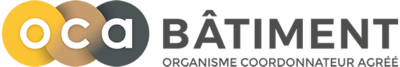 oca BÂTIMENT
ORGANISME COORDONNATEUR AGRÉÉ